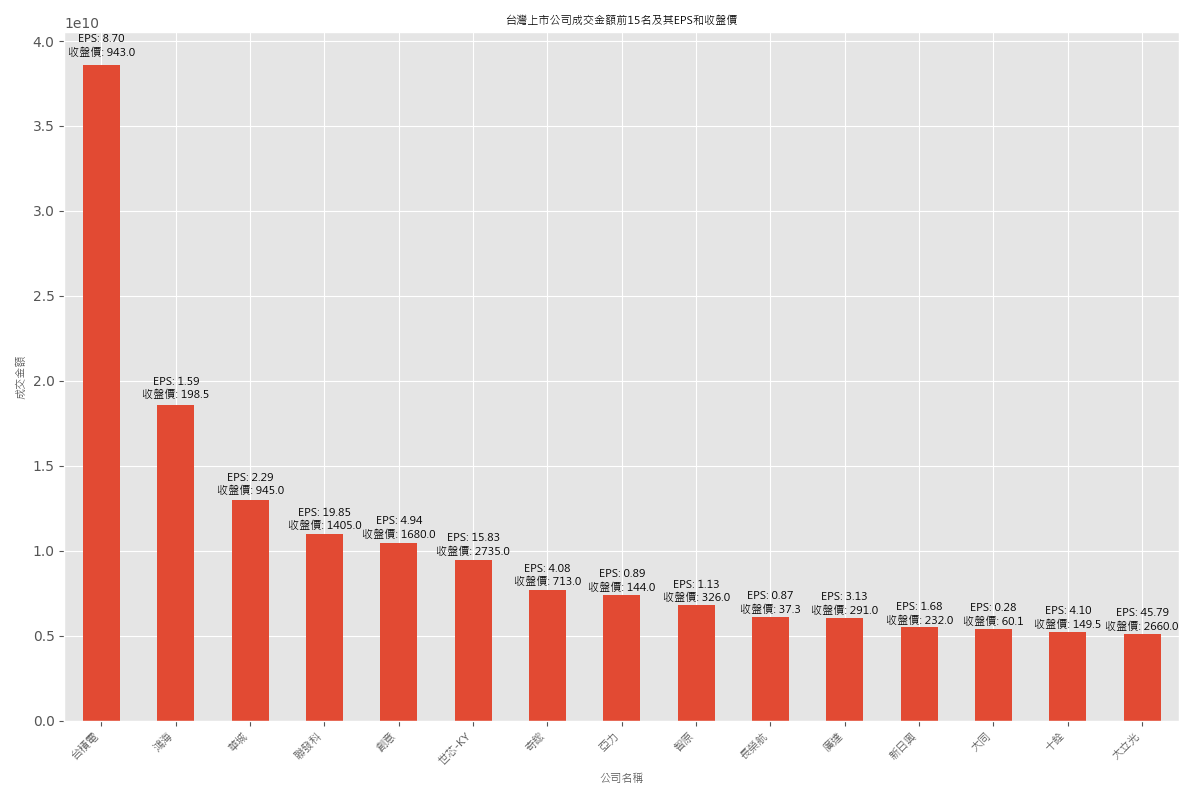 台灣上市公司成交金額前15名及其EPS和收盤價
1e10
4.0
3.5
3.0
2.5
2.0
1.5
1.0
0.5
0.0
成交金額
EPS: 8.70
收盤價: 943.0
EPS: 1.59
收盤價: 198.5
EPS: 2.29
收盤價: 945.0
EPS: 19.85
收盤價: 1405.0
EPS: 4.94
收盤價: 1680.0
EPS: 15.83
收盤價: 2735.0
EPS: 4.08
收盤價: 713.0
EPS: 0.89
收盤價: 144.0
EPS: 1.13
收盤價: 326.0
EPS: 0.87
收盤價: 37.3
EPS: 3.13
收盤價: 291.0
EPS: 1.68
收盤價: 232.0
EPS: 0.28
收盤價: 60.1
EPS: 4.10
收盤價: 149.5
EPS: 45.79
收盤價: 2660.0
台積電
鴻海
華城
聯發科
創意
世芯-KY
奇鋐
亞力
智原
長榮航
廣達
新日興
大同
十銓
大立光
公司名稱